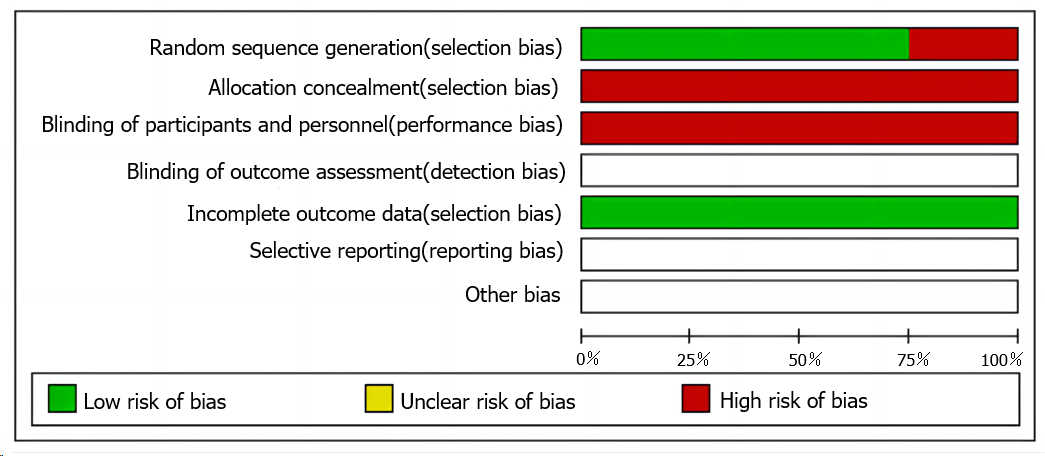 Random sequence generation(selection bias)
Allocation concealment(selection bias)
Blinding of participants and personnel(performance bias)
Blinding of outcome assessment(detection bias)
Incomplete outcome data(selection bias)
Selective reporting(reporting bias)
Other bias
0% 25% 50% 75% 100%
Low risk of bias Unclear risk of bias High risk of bias